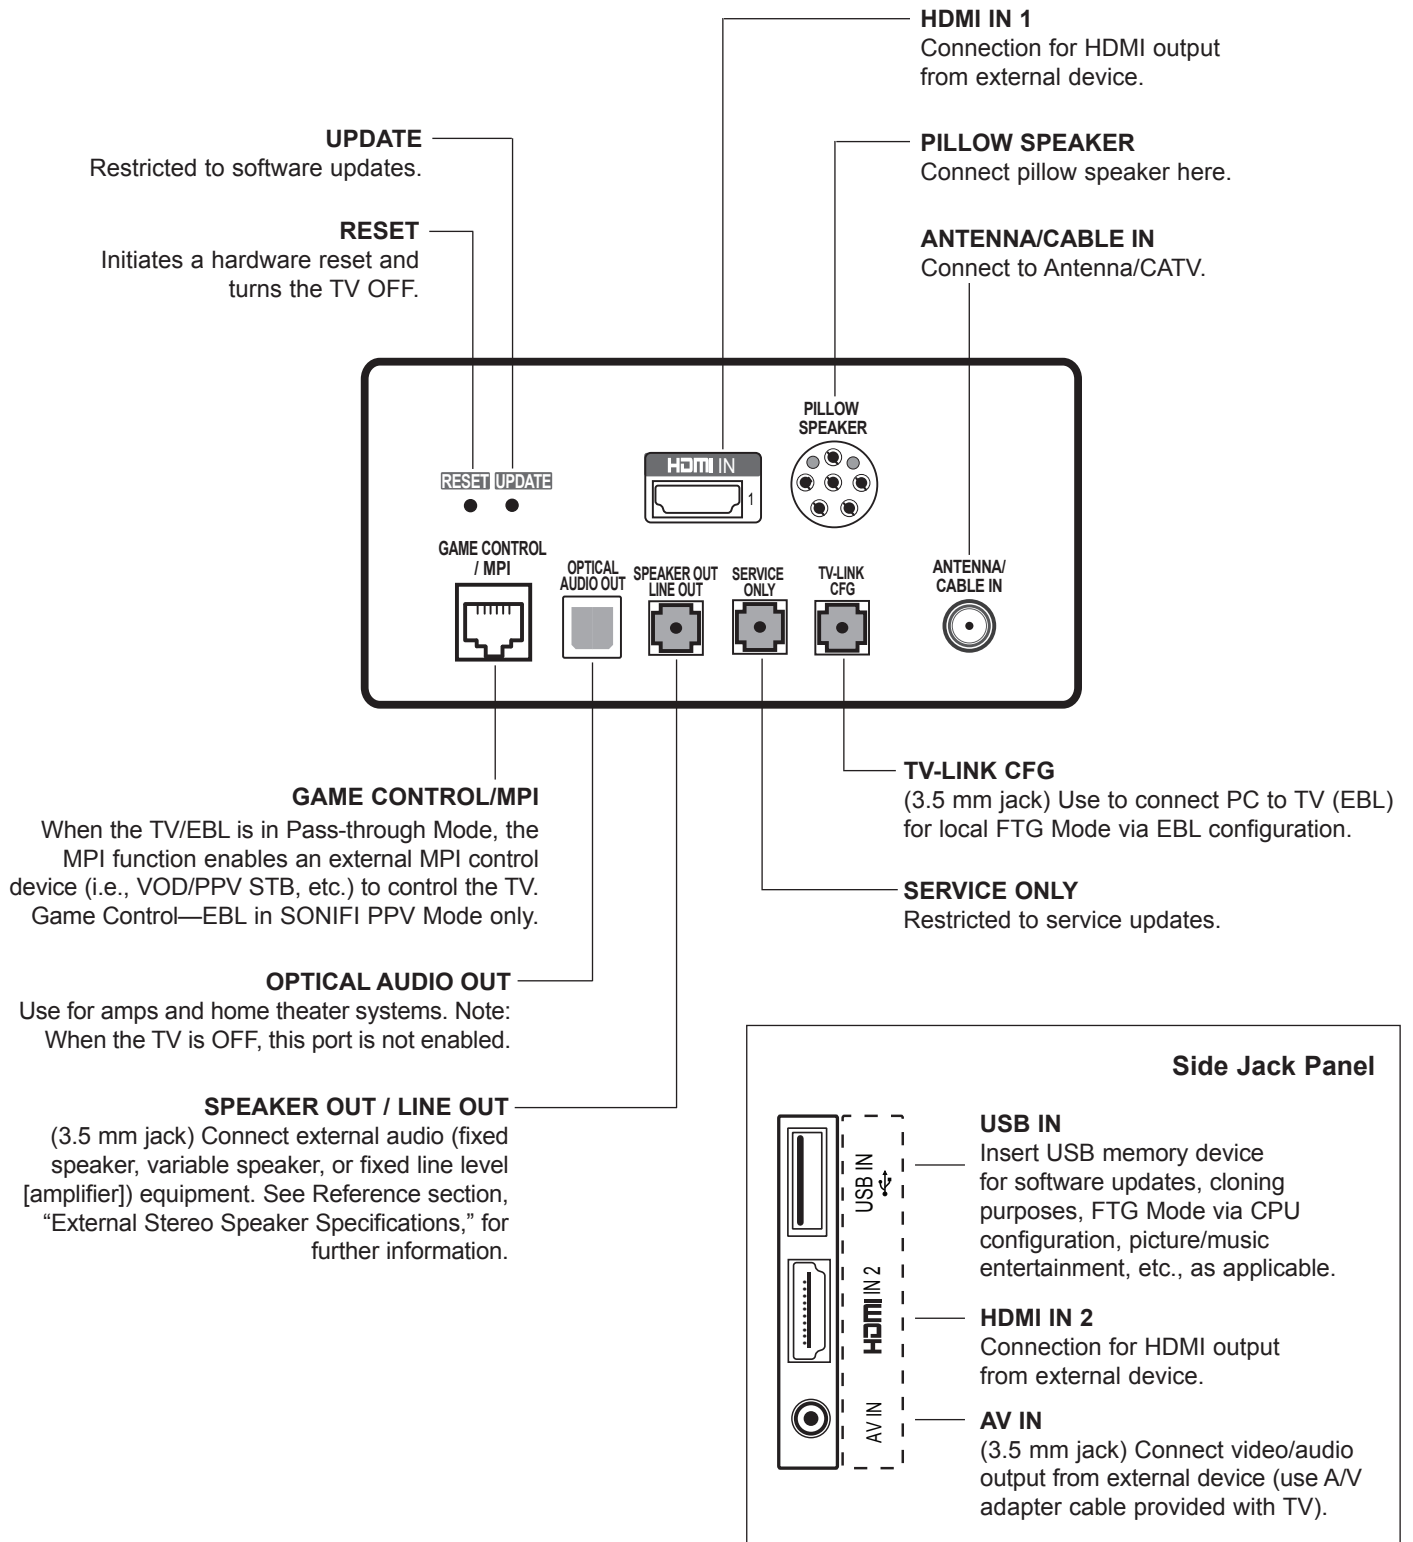 HDMI IN 1
Connection for HDMI output
from external device.
UPDATE
Restricted to software updates.
PILLOW SPEAKER
Connect pillow speaker here.
RESET
Initiates a hardware reset and
turns the TV OFF.
ANTENNA/CABLE IN
Connect to Antenna/CATV.
PILLOW
SPEAKER
HDMI IN
1
RESET UPDATE
GAME CONTROL
/ MPI
OPTICAL
AUDIO OUT
SPEAKER OUT
LINE OUT
SERVICE
ONLY
TV-LINK
CFG
ANTENNA/
CABLE IN
GAME CONTROL/MPI
When the TV/EBL is in Pass-through Mode, the
MPI function enables an external MPI control
device (i.e., VOD/PPV STB, etc.) to control the TV.
Game Control—EBL in SONIFI PPV Mode only.
TV-LINK CFG
(3.5 mm jack) Use to connect PC to TV (EBL)
for local FTG Mode via EBL configuration.
SERVICE ONLY
Restricted to service updates.
OPTICAL AUDIO OUT
Use for amps and home theater systems. Note:
When the TV is OFF, this port is not enabled.
SPEAKER OUT / LINE OUT
(3.5 mm jack) Connect external audio (fixed
speaker, variable speaker, or fixed line level
[amplifier]) equipment. See Reference section,
“External Stereo Speaker Specifications,” for
further information.
Side Jack Panel
USB IN
HDMI IN 2
AV IN
USB IN
Insert USB memory device
for software updates, cloning
purposes, FTG Mode via CPU
configuration, picture/music
entertainment, etc., as applicable.
HDMI IN 2
Connection for HDMI output
from external device.
AV IN
(3.5 mm jack) Connect video/audio
output from external device (use A/V
adapter cable provided with TV).